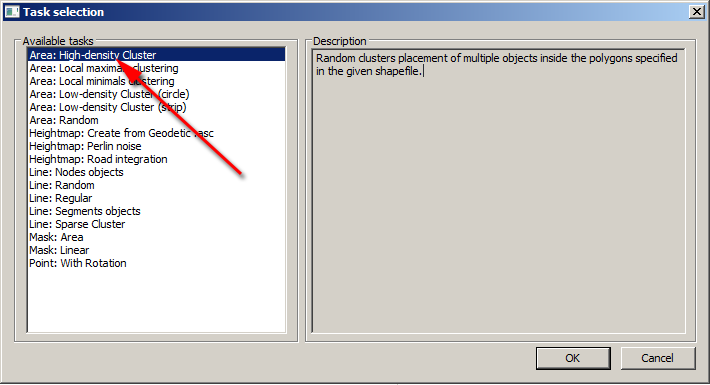 Task selection
Available tasks
Area: High-density Cluster
Area: Local maximals clustering
Area: Local minimals clustering
Area: Low-density Cluster (circle)
Area: Low-density Cluster (strip)
Area: Random
Heightmap: Create from Geodetic .asc
Heightmap: Perlin noise
Heightmap: Road integration
Line: Nodes objects
Line: Random
Line: Regular
Line: Segments objects
Line: Sparse Cluster
Mask: Area
Mask: Linear
Point: With Rotation
Description
Random clusters placement of multiple objects inside the polygons specified
in the given shapefile.
OK
Cancel